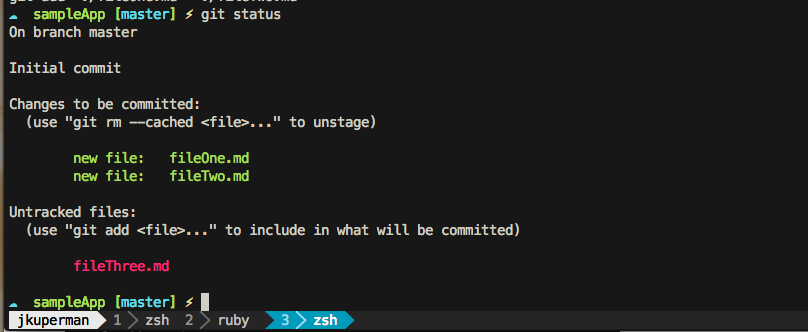 ☁ sampleApp [master] ⚡ git status
On branch master
Initial commit
Changes to be committed:
(use "git rm --cached <file>..." to unstage)
new file: fileOne.md
new file: fileTwo.md
Untracked files:
(use "git add <file>..." to include in what will be committed)
fileThree.md
☁ sampleApp [master] ⚡
jkuperman 1 zsh 2 ruby 3 zsh